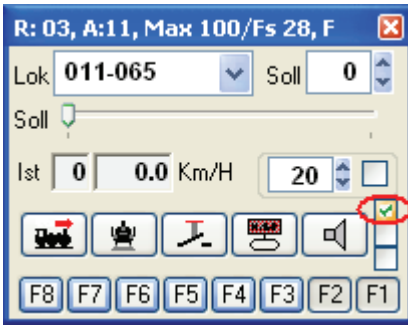 R: 03, A:11, Max 100/Fs 28, F
Lok 011-065 Soll 0
Soll
Ist 0 0.0 Km/H 20
F8 F7 F6 F5 F4 F3 F2 F1